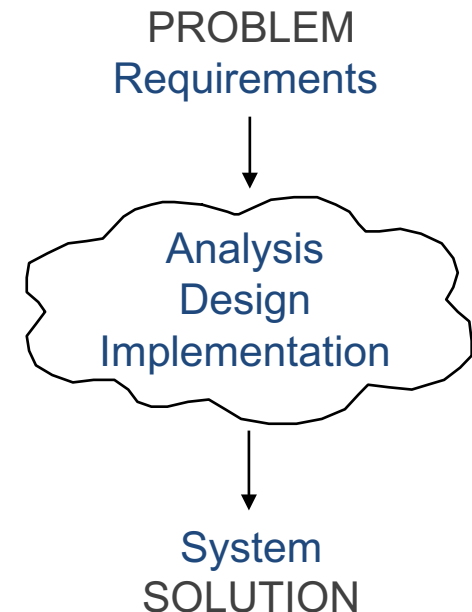 PROBLEM
Requirements
Analysis
Design
Implementation
System
SOLUTION